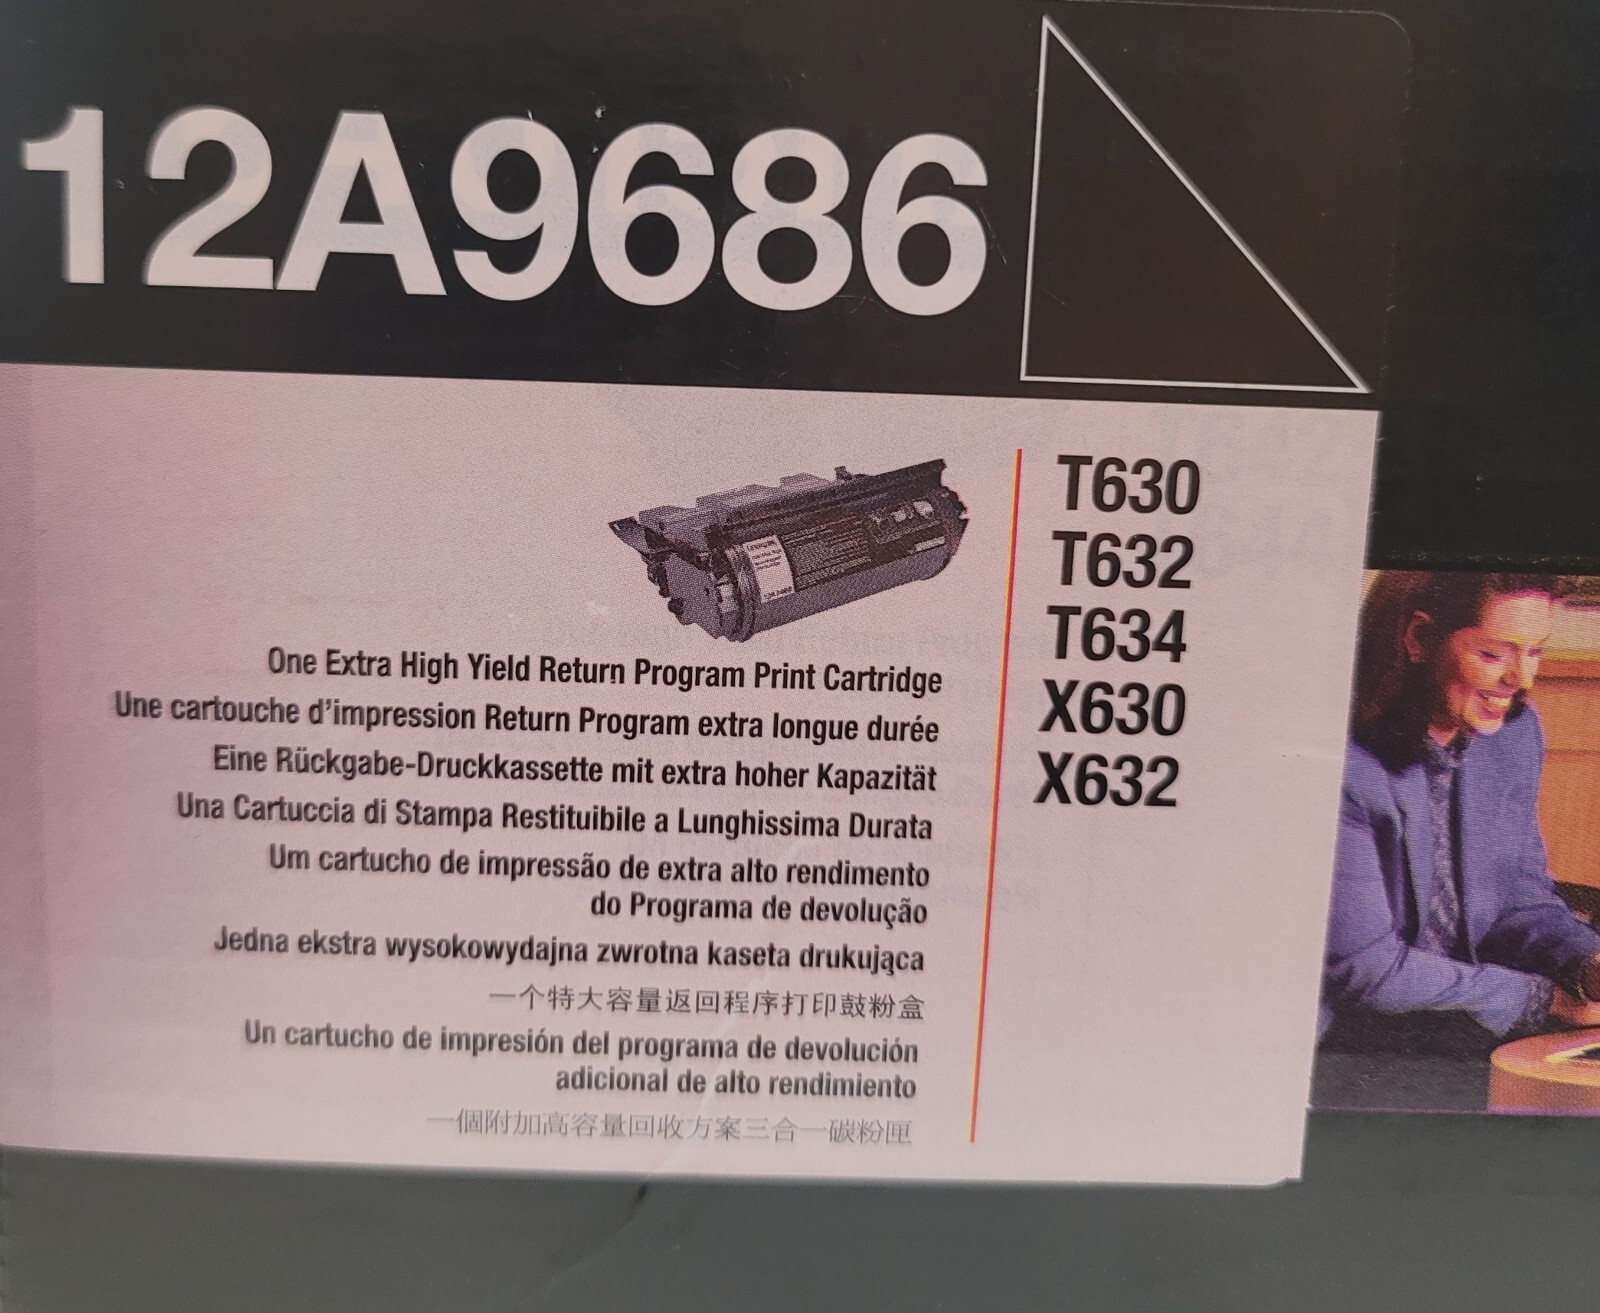 12A9686
One Extra High Yield Return Program Print Cartridge
Une cartouche d'impression Return Program extra longue durée
Eine Rückgabe-Druckkassette mit extra hoher Kapazität
Una Cartuccia di Stampa Restituibile a Lunghissima Durata
Um cartucho de impressão de extra alto rendimento
do Programa de devolução
Jedna ekstra wysokowydajna zwrotna kaseta drukująca
一个特大容量返回程序打印鼓粉盒
Un cartucho de impresión del programa de devolución
adicional de alto rendimiento
一個附加高容量回收方案三合一碳粉匣
T630
T632
T634
X630
X632